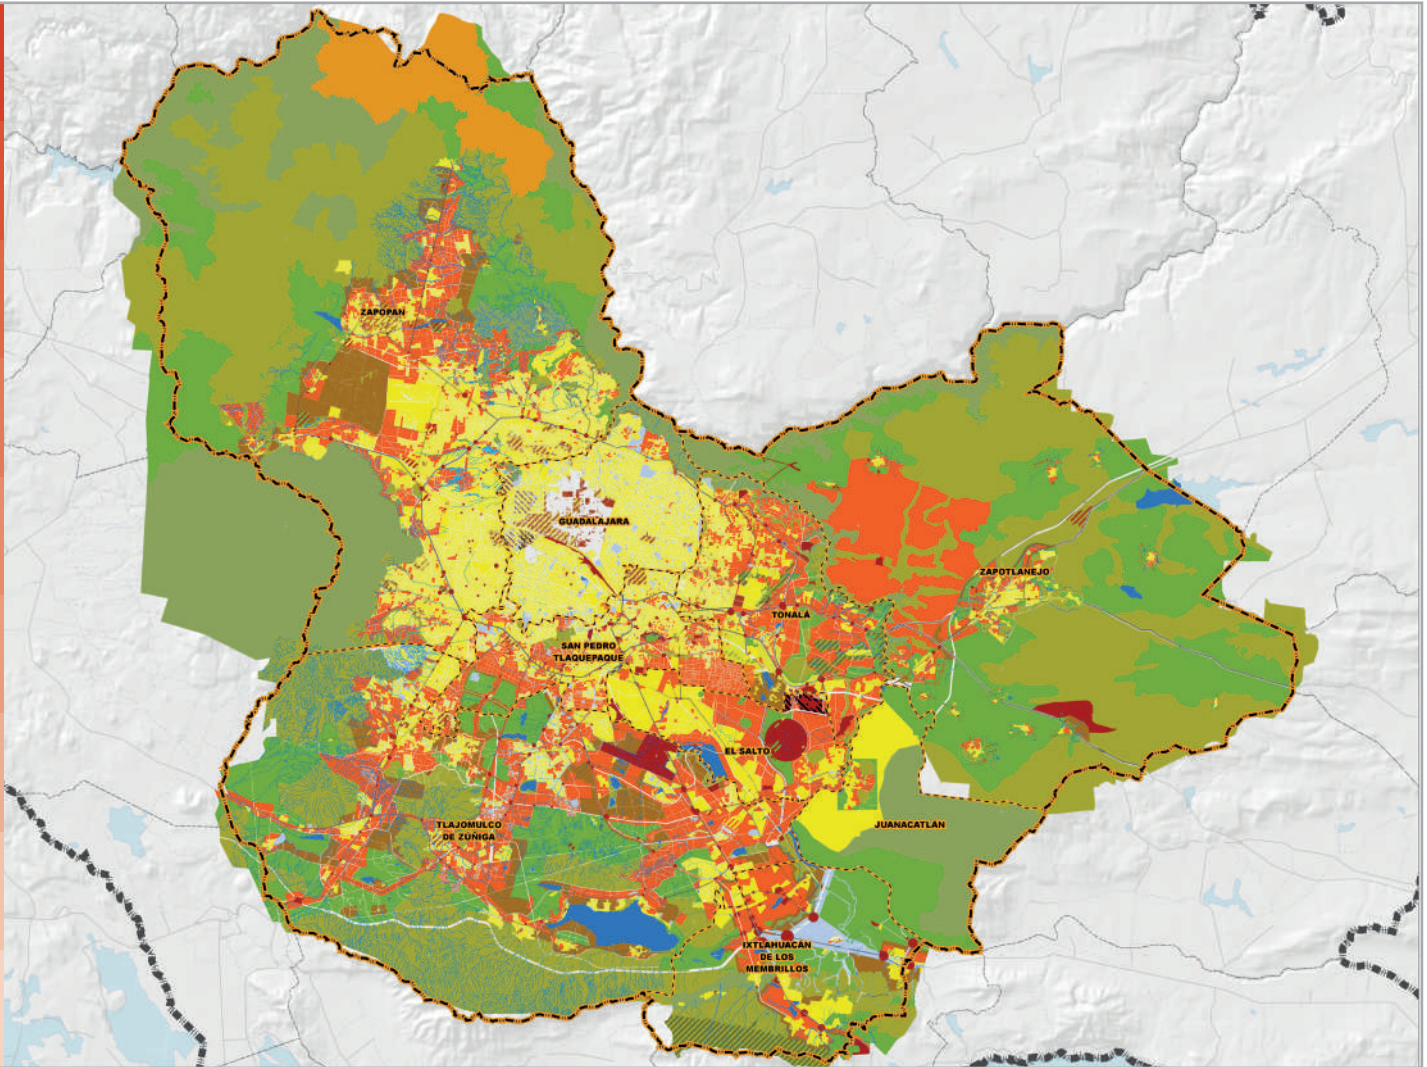 ZAPOPAN
GUADALAJARA
ZAPOTLANEJO
TONALÁ
SAN PEDRO
TLAQUEPAQUE
EL SALTO
TLAJOMULCO
DE ZÚÑIGA
JUANACATLÁN
IXTLAHUACÁN
DE LOS
MEMBRILLOS